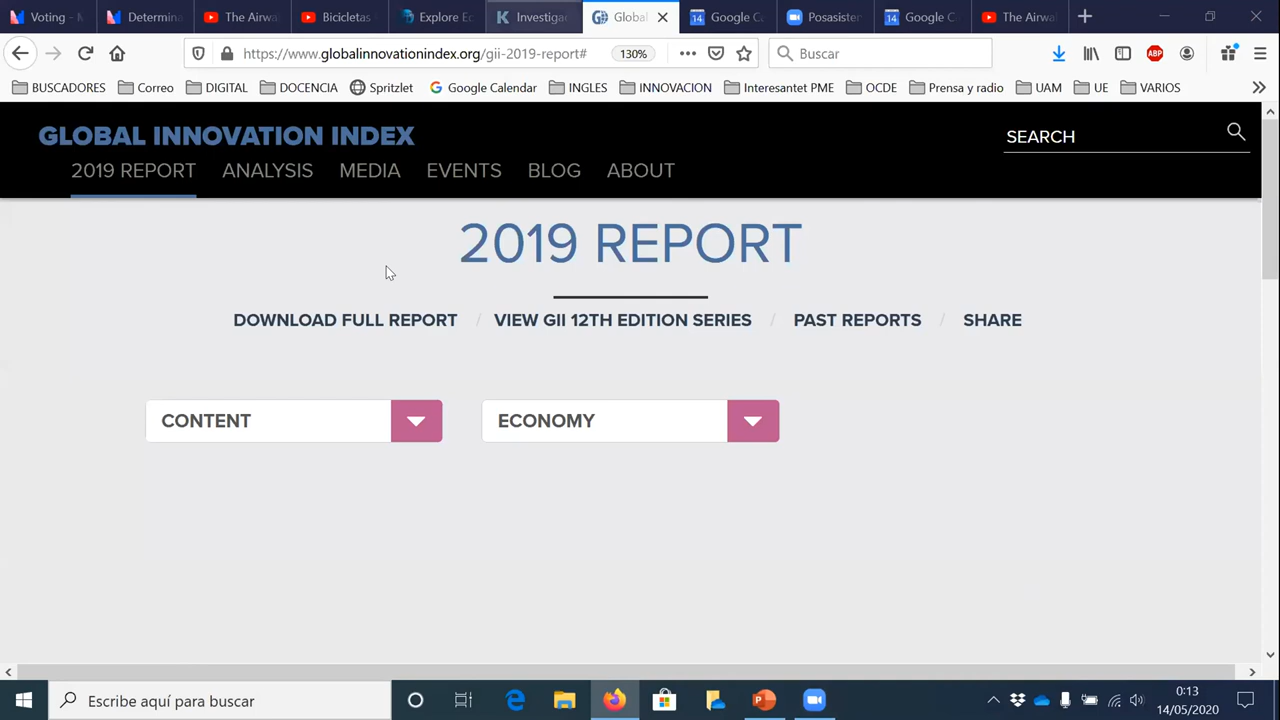 Voting -
Determina
The Airwa
Bicicletas
Explore Ec
Investigac
Global
Google Ca
Posasisten
Google C
The Airwa
https://www.globalinnovationindex.org/gii-2019-report#
130%
Buscar
BUSCADORES
Correo
DIGITAL
DOCENCIA
Spritzlet
Google Calendar
INGLES
INNOVACION
Interesantet PME
OCDE
Prensa y radio
UAM
UE
VARIOS
GLOBAL INNOVATION INDEX
SEARCH
2019 REPORT ANALYSIS MEDIA EVENTS BLOG ABOUT
2019 REPORT
DOWNLOAD FULL REPORT / VIEW GII 12TH EDITION SERIES / PAST REPORTS / SHARE
CONTENT
ECONOMY
Escribe aquí para buscar
0:13
14/05/2020